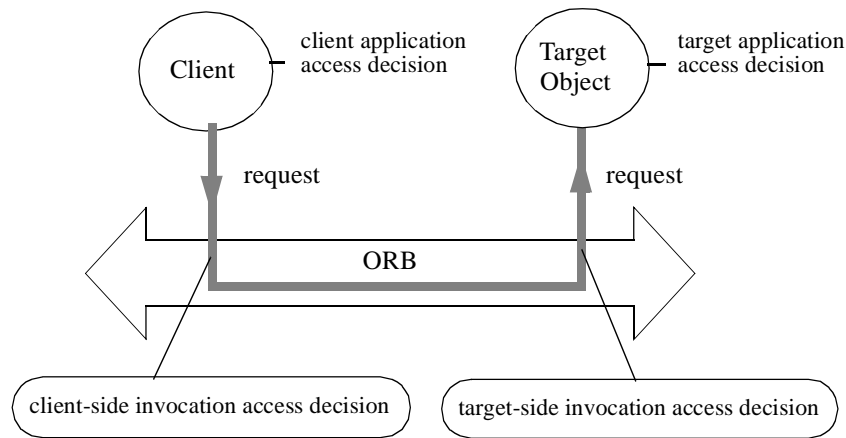 Client
client application
access decision
Target
Object
target application
access decision
request
request
ORB
client-side invocation access decision
target-side invocation access decision